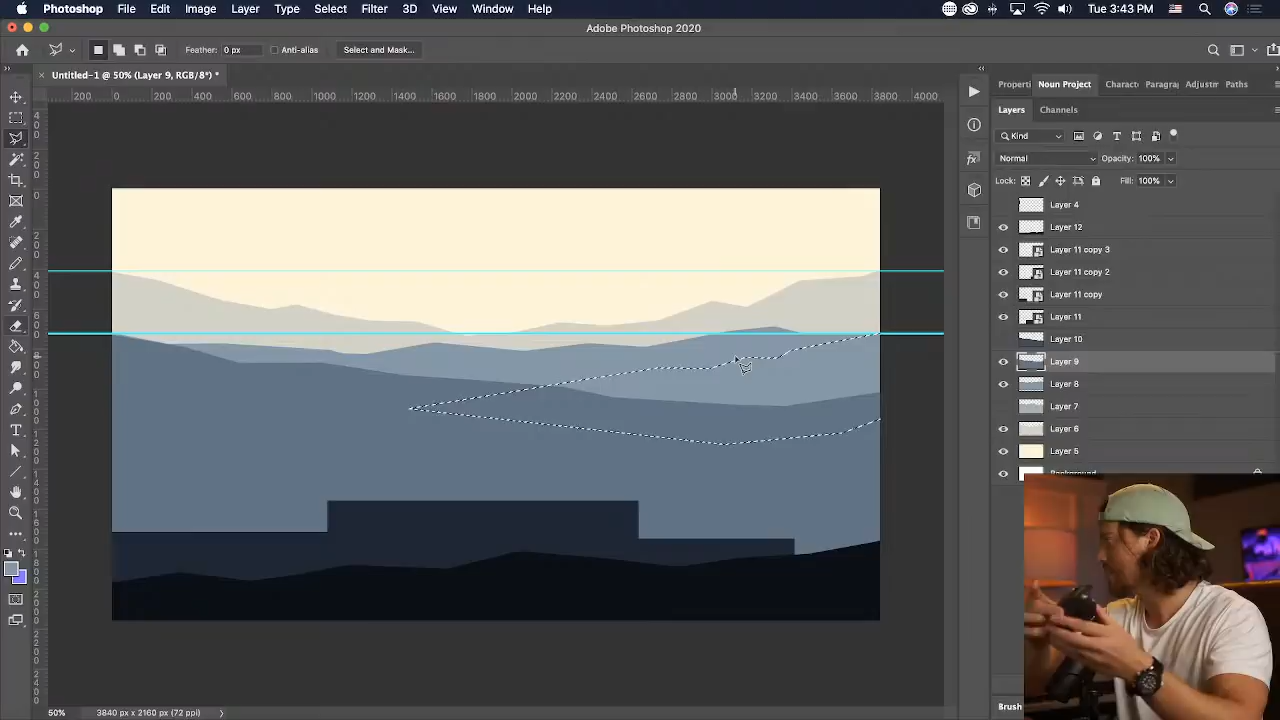 Photoshop File Edit Image Layer Type Select Filter 3D View Window Help Tue 3:43 PM
Adobe Photoshop 2020
Feather: 0 px Anti-alias Select and Mask...
Untitled-1 @ 50% (Layer 9, RGB/8*) *
Properti Noun Project Charact Paragra Adjustr Paths
200 0 200 400 600 800 1000 1200 1400 1600 1800 2000 2200 2400 2600 2800 3000 3200 3400 3600 3800 4000
Layers Channels
Kind
Normal Opacity: 100%
Lock: Fill: 100%
Layer 4
Layer 12
Layer 11 copy 3
Layer 11 copy 2
Layer 11 copy
Layer 11
Layer 10
Layer 9
Layer 8
Layer 7
Layer 6
Layer 5
Background
Brush
50% 3840 px x 2160 px (72 ppi)